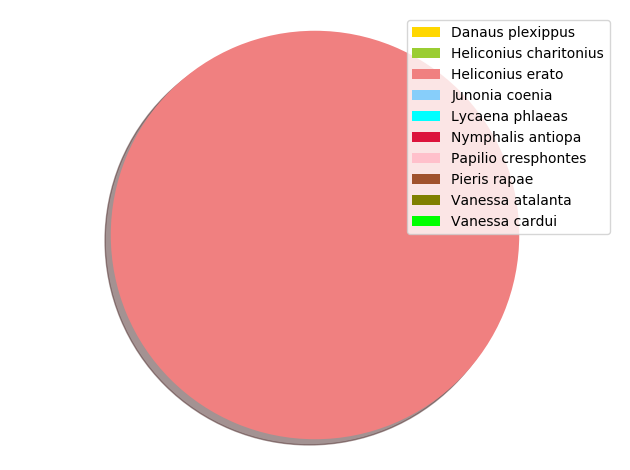 Danaus plexippus
Heliconius charitonius
Heliconius erato
Junonia coenia
Lycaena phlaeas
Nymphalis antiopa
Papilio cresphontes
Pieris rapae
Vanessa atalanta
Vanessa cardui